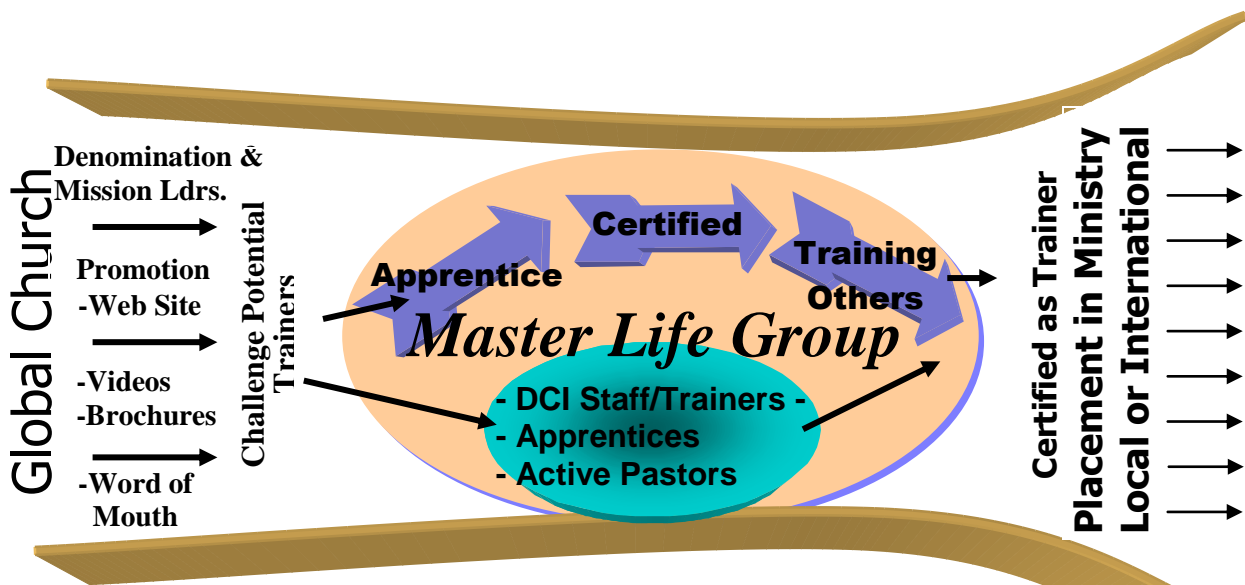 Global Church
Denomination &
Mission Ldrs.
Promotion
-Web Site
-Videos
-Brochures
-Word of
Mouth
Challenge Potential
Trainers
Apprentice
Certified
Training
Others
Master Life Group
- DCI Staff/Trainers -
- Apprentices
- Active Pastors
Certified as Trainer
Placement in Ministry
Local or International